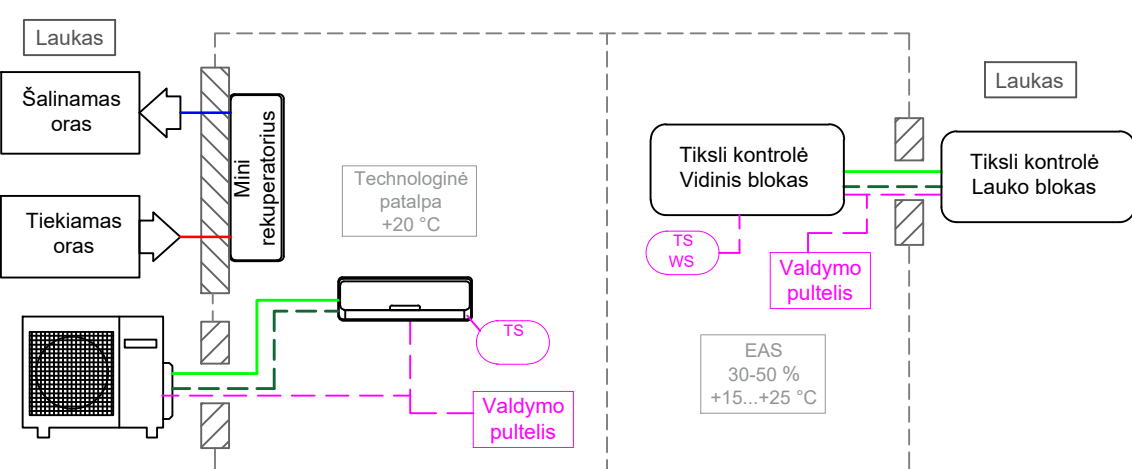 Laukas
Šalinamas
oras
Tiekiamas
oras
Mini
rekuperatorius
Technologinė
patalpa
+20 °C
TS
Valdymo
pultelis
Tiksli kontrolė
Vidinis blokas
TS
WS
Valdymo
pultelis
EAS
30-50 %
+15...+25 °C
Laukas
Tiksli kontrolė
Lauko blokas